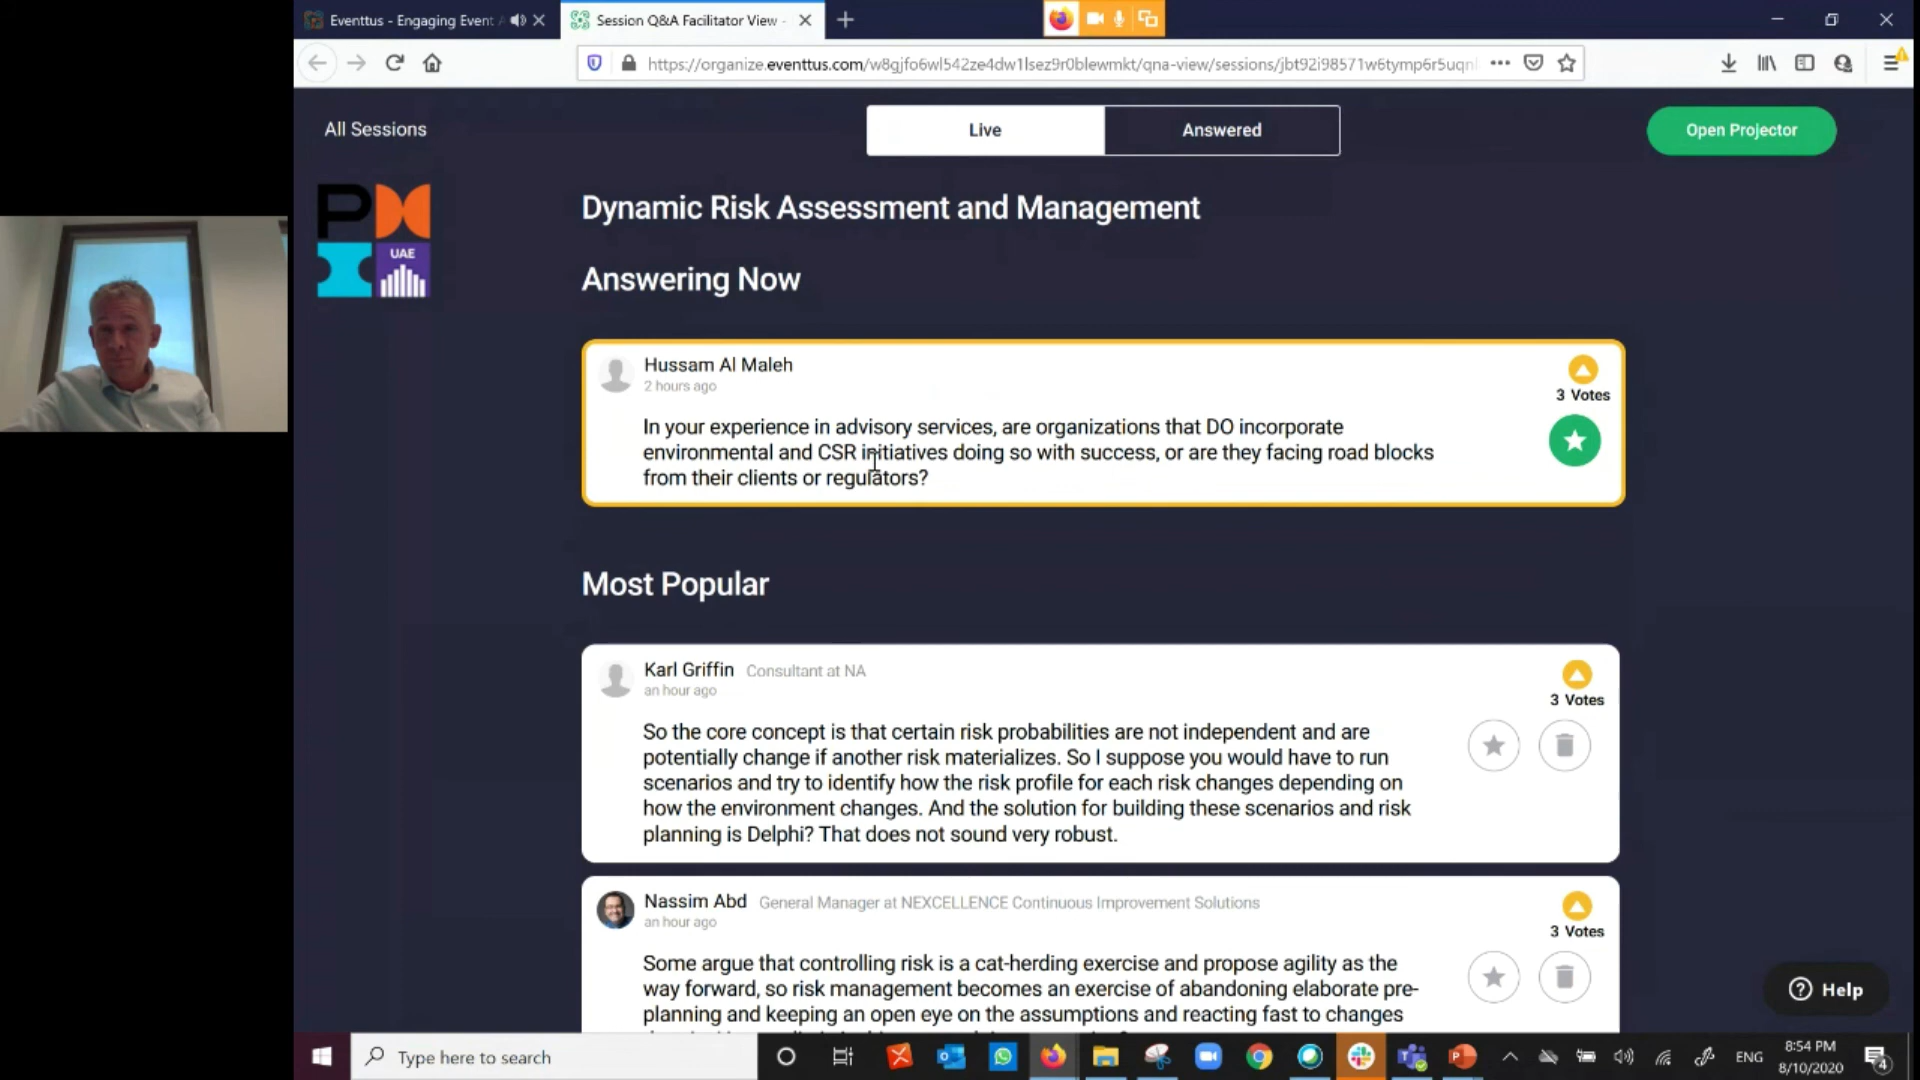 Eventtus - Engaging Event
Session Q&A Facilitator View -
https://organize.eventtus.com/w8gjfo6wl542ze4dw1lsez9r0blewmkt/qna-view/sessions/jbt92i98571w6tymp6r5uqn
All Sessions
Live
Answered
Open Projector
PMI
UAE
Dynamic Risk Assessment and Management
Answering Now
Hussam Al Maleh
2 hours ago
3 Votes
In your experience in advisory services, are organizations that DO incorporate
environmental and CSR initiatives doing so with success, or are they facing road blocks
from their clients or regulators?
Most Popular
Karl Griffin Consultant at NA
an hour ago
3 Votes
So the core concept is that certain risk probabilities are not independent and are
potentially change if another risk materializes. So I suppose you would have to run
scenarios and try to identify how the risk profile for each risk changes depending on
how the environment changes. And the solution for building these scenarios and risk
planning is Delphi? That does not sound very robust.
Nassim Abd General Manager at NEXCELLENCE Continuous Improvement Solutions
an hour ago
3 Votes
Some argue that controlling risk is a cat-herding exercise and propose agility as the
way forward, so risk management becomes an exercise of abandoning elaborate pre-
planning and keeping an open eye on the assumptions and reacting fast to changes
Help
Type here to search
ENG
8:54 PM
8/10/2020
4